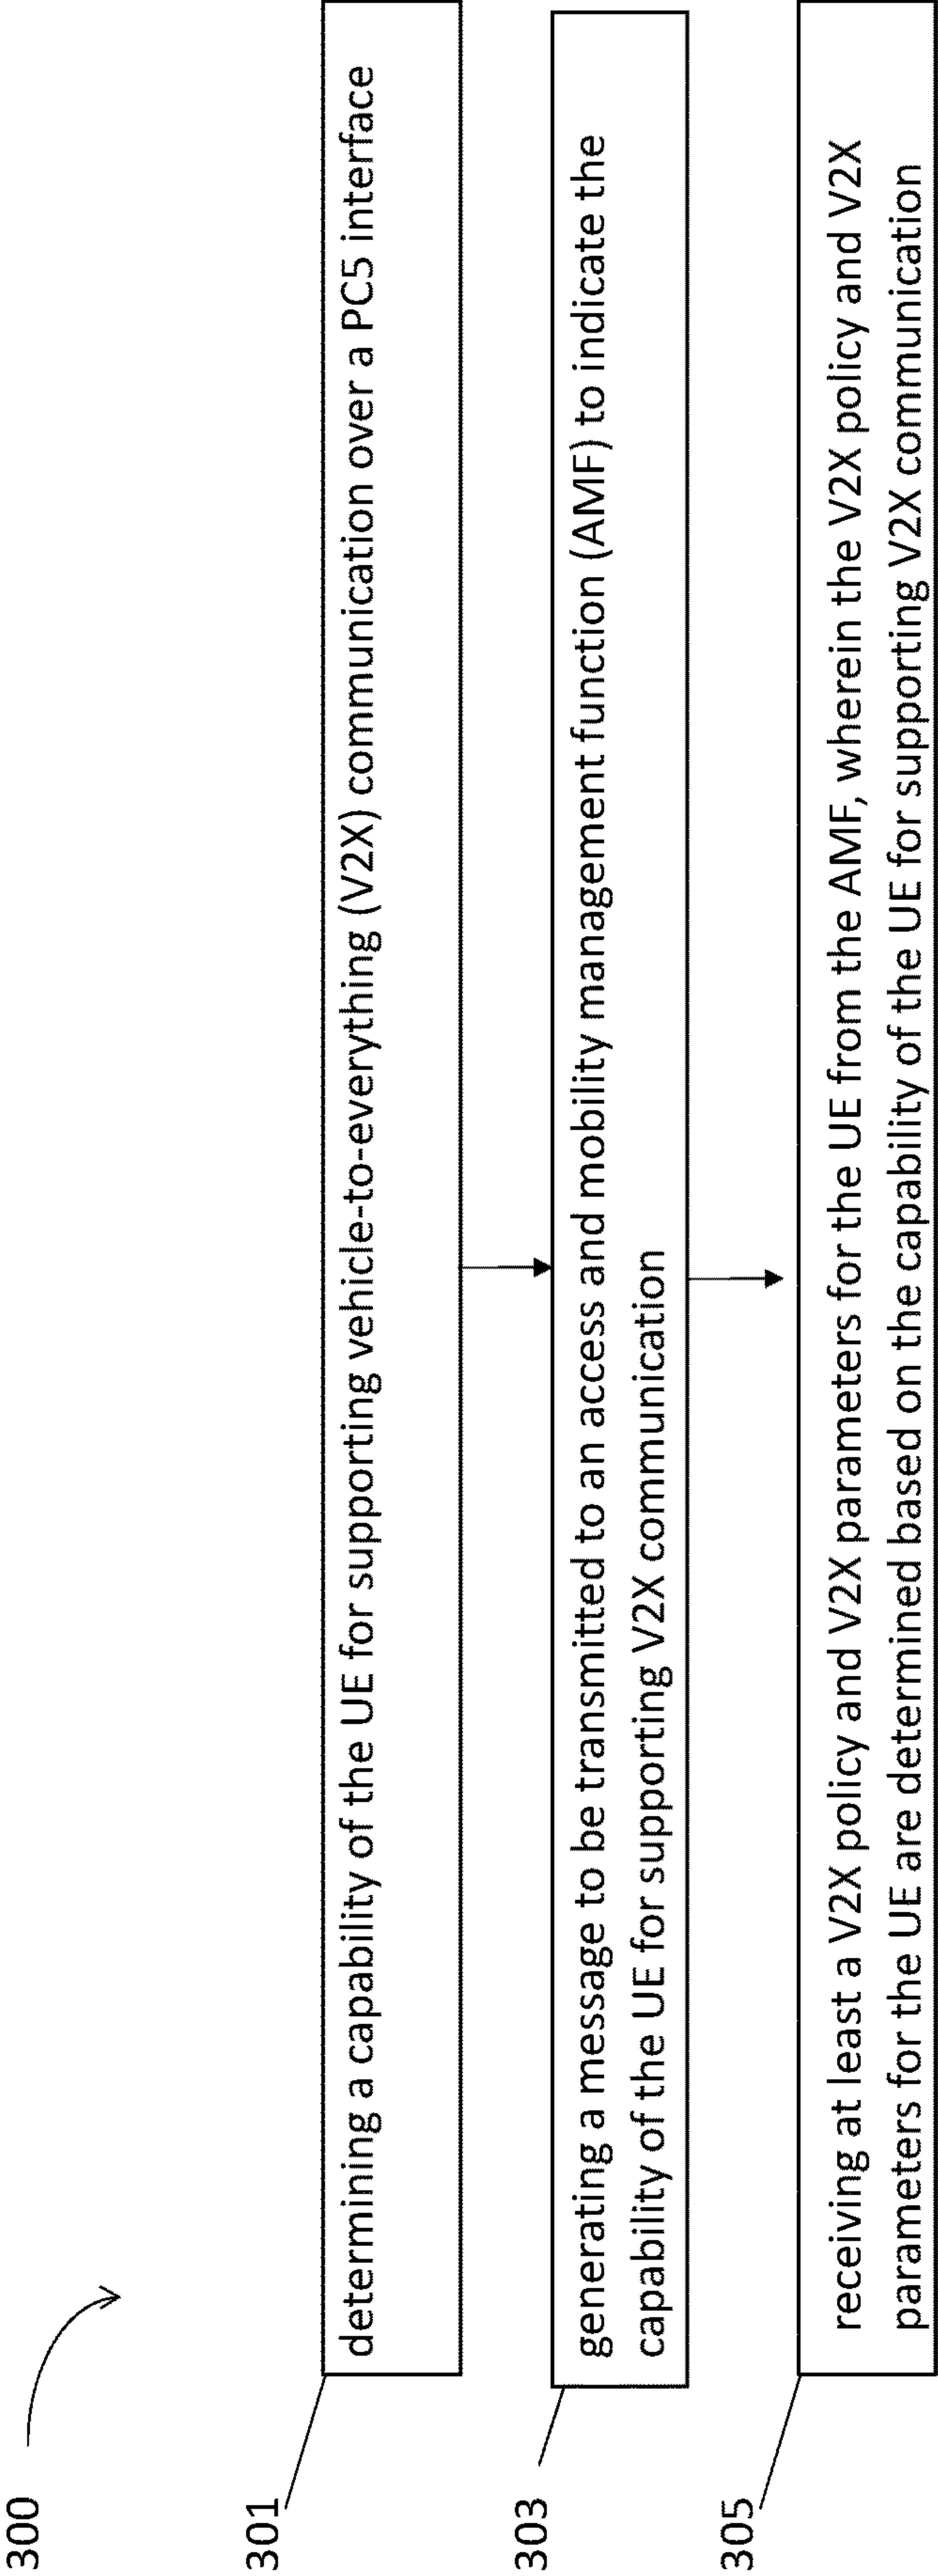 300
301
determining a capability of the UE for supporting vehicle-to-everything (V2X) communication over a PC5 interface
303
generating a message to be transmitted to an access and mobility management function (AMF) to indicate the
capability of the UE for supporting V2X communication
305
receiving at least a V2X policy and V2X parameters for the UE from the AMF, wherein the V2X policy and V2X
parameters for the UE are determined based on the capability of the UE for supporting V2X communication